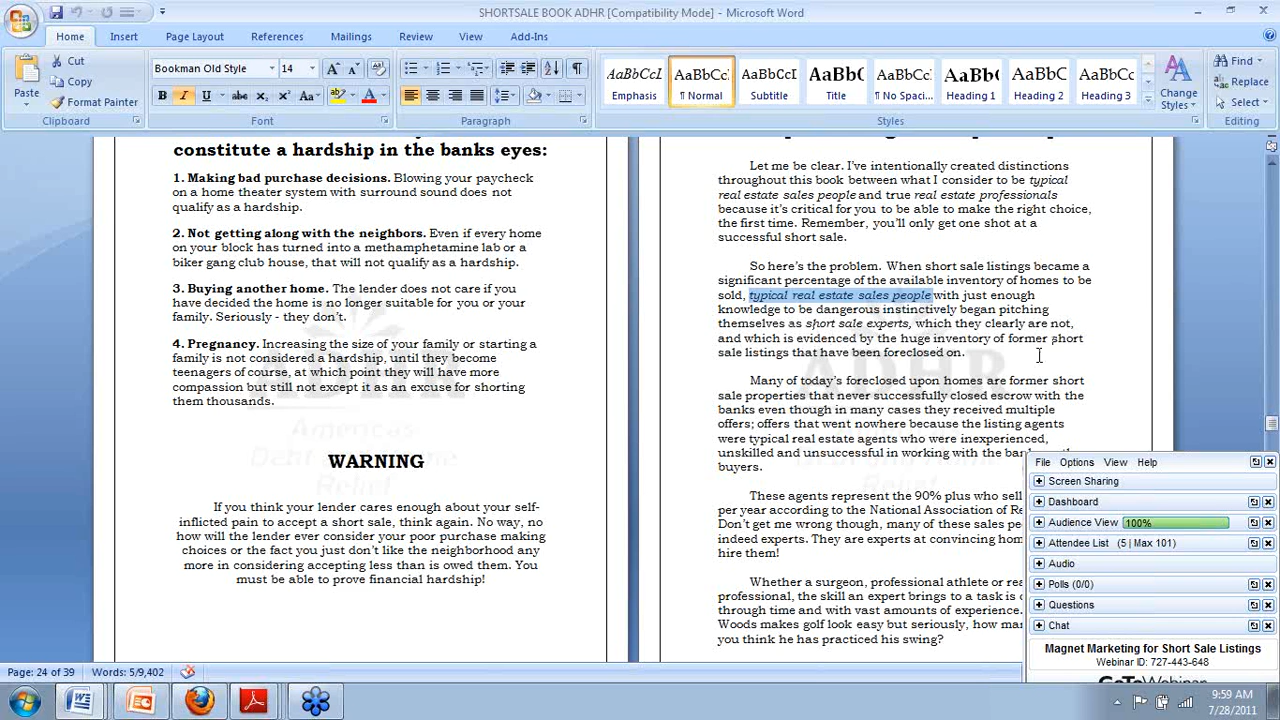 SHORTSALE BOOK ADHR [Compatibility Mode] - Microsoft Word
Home Insert Page Layout References Mailings Review View Add-Ins
Paste
Cut
Copy
Format Painter
Clipboard
Bookman Old Style 14
Font
Paragraph
AaBbCcI AaBbCc AaBbCc AaBb( AaBbCc AaBb( AaBbCc AaBbCc
Emphasis ¶ Normal Subtitle Title ¶ No Spaci... Heading 1 Heading 2 Heading 3
Change Styles
Styles
Find
Replace
Select
Editing
constitute a hardship in the banks eyes:
1. Making bad purchase decisions. Blowing your paycheck
on a home theater system with surround sound does not
qualify as a hardship.
2. Not getting along with the neighbors. Even if every home
on your block has turned into a methamphetamine lab or a
biker gang club house, that will not qualify as a hardship.
3. Buying another home. The lender does not care if you
have decided the home is no longer suitable for you or your
family. Seriously - they don't.
4. Pregnancy. Increasing the size of your family or starting a
family is not considered a hardship, until they become
teenagers of course, at which point they will have more
compassion but still not except it as an excuse for shorting
them thousands.
ADHR
Americas
Debt Relief
WARNING
If you think your lender cares enough about your self-
inflicted pain to accept a short sale, think again. No way, no
how will the lender ever consider your poor purchase making
choices or the fact you just don't like the neighborhood any
more in considering accepting less than is owed them. You
must be able to prove financial hardship!
Let me be clear. I've intentionally created distinctions
throughout this book between what I consider to be typical
real estate sales people and true real estate professionals
because it's critical for you to be able to make the right choice,
the first time. Remember, you'll only get one shot at a
successful short sale.
So here's the problem. When short sale listings became a
significant percentage of the available inventory of homes to be
sold, typical real estate sales people with just enough
knowledge to be dangerous instinctively began pitching
themselves as short sale experts, which they clearly are not,
and which is evidenced by the huge inventory of former short
sale listings that have been foreclosed on.
Many of today's foreclosed upon homes are former short
sale properties that never successfully closed escrow with the
banks even though in many cases they received multiple
offers; offers that went nowhere because the listing agents
were typical real estate agents who were inexperienced,
unskilled and unsuccessful in working with the ban
buyers.
These agents represent the 90% plus who sell
per year according to the National Association of Re
Don't get me wrong though, many of these sales pe
indeed experts. They are experts at convincing hom
hire them!
Whether a surgeon, professional athlete or rea
professional, the skill an expert brings to a task is
through time and with vast amounts of experience.
Woods makes golf look easy but seriously, how ma
you think he has practiced his swing?
File Options View Help
Screen Sharing
Dashboard
Audience View 100%
Attendee List (5 | Max 101)
Audio
Polls (0/0)
Questions
Chat
Magnet Marketing for Short Sale Listings
Webinar ID: 727-443-648
GoToWebinar
Page: 24 of 39 Words: 5/9,402
9:59 AM
7/28/2011